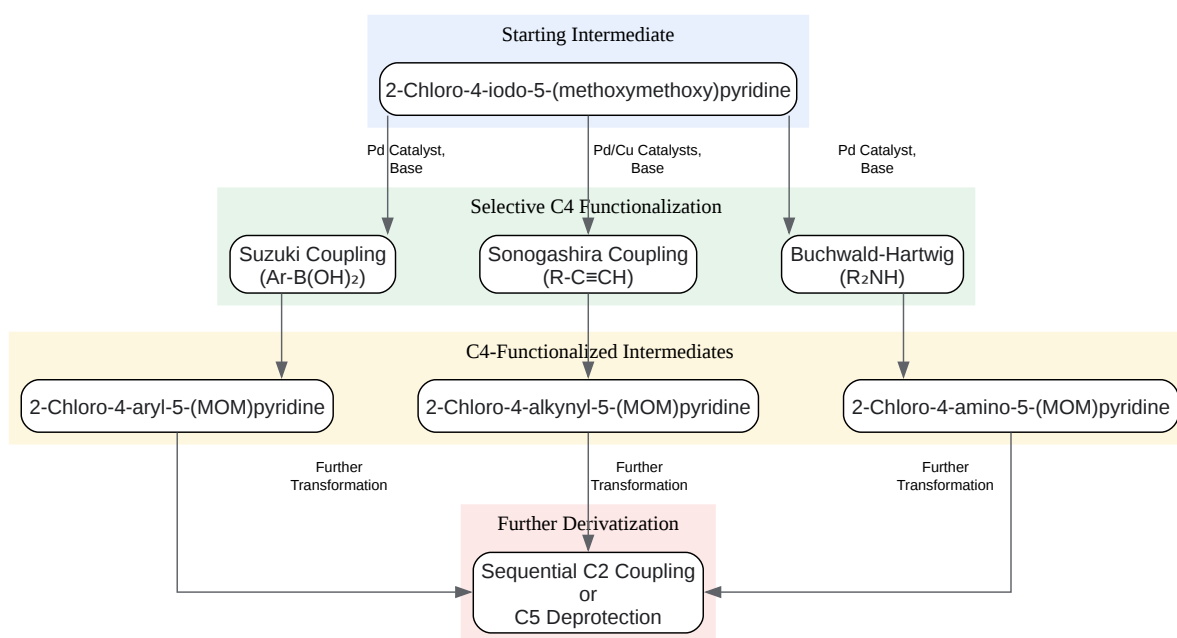 Starting Intermediate
2-Chloro-4-iodo-5-(methoxymethoxy)pyridine
Pd Catalyst,
Base
Pd/Cu Catalysts,
Base
Pd Catalyst,
Base
Selective C4 Functionalization
Suzuki Coupling
(Ar-B(OH)₂)
Sonogashira Coupling
(R-C≡CH)
Buchwald-Hartwig
(R₂NH)
C4-Functionalized Intermediates
2-Chloro-4-aryl-5-(MOM)pyridine
2-Chloro-4-alkynyl-5-(MOM)pyridine
2-Chloro-4-amino-5-(MOM)pyridine
Further
Transformation
Further
Transformation
Further
Transformation
Further Derivatization
Sequential C2 Coupling
or
C5 Deprotection